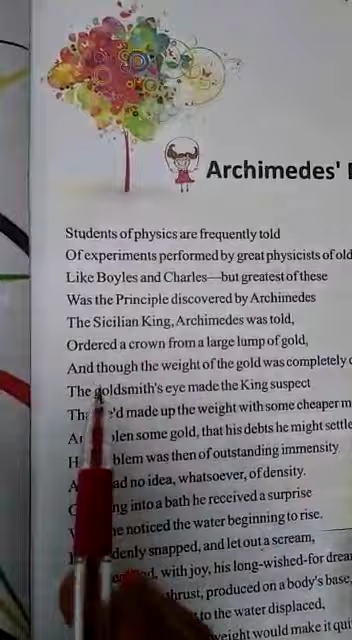 Archimedes'
Students of physics are frequently told
Of experiments performed by great physicists of old
Like Boyles and Charles—but greatest of these
Was the Principle discovered by Archimedes
The Sicilian King, Archimedes was told,
Ordered a crown from a large lump of gold,
And though the weight of the gold was completely
The goldsmith's eye made the King suspect
made up the weight with some cheaper
some gold, that his debts he might settle
was then of outstanding immensity
no idea, whatsoever, of density.
into a bath he received a surprise
he noticed the water beginning to rise.
snapped, and let out a scream,
with joy, his long-wished-for
thrust, produced on a body's base,
to the water displaced,
weight would make it